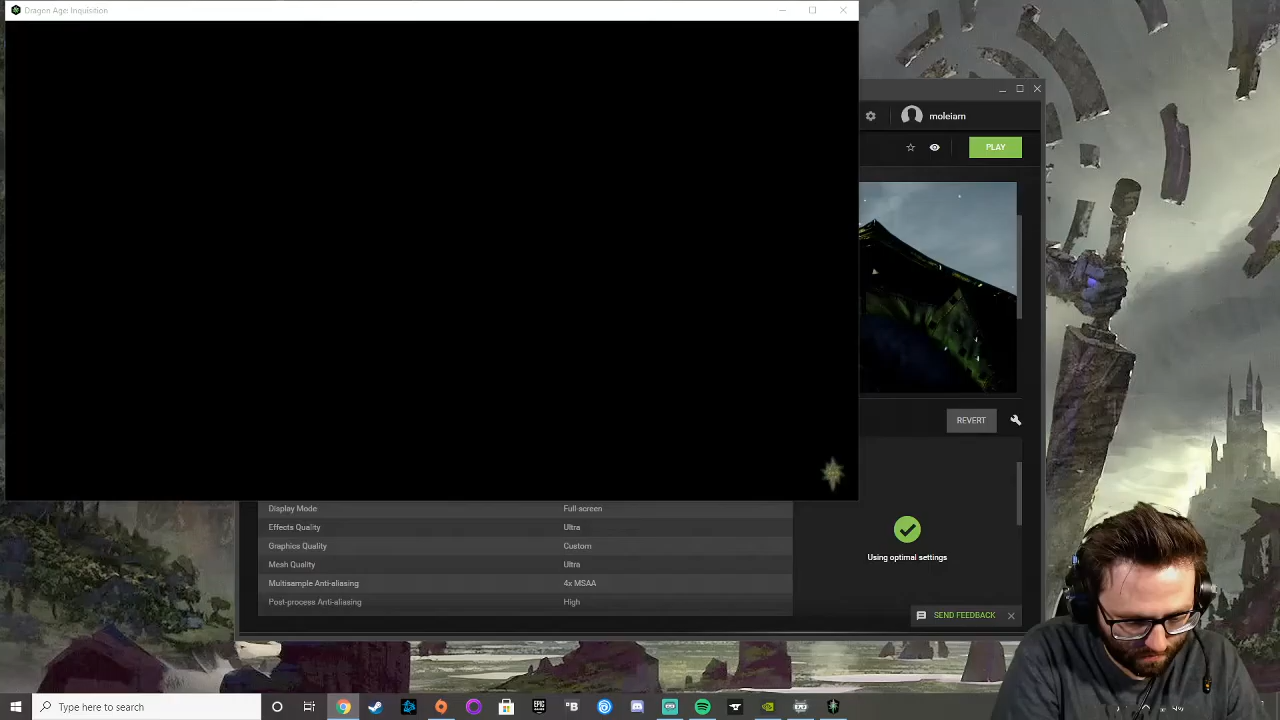 Dragon Age: Inquisition
moleiam
PLAY
REVERT
Display Mode Full-screen
Effects Quality Ultra
Graphics Quality Custom
Mesh Quality Ultra
Multisample Anti-aliasing 4x MSAA
Post-process Anti-aliasing High
Using optimal settings
SEND FEEDBACK
Type here to search